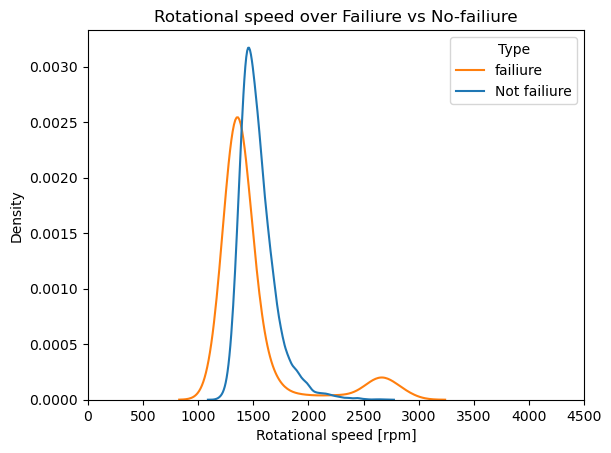 Rotational speed over Failiure vs No-failiure
Type
failiure
Not failiure
Density
0.0030
0.0025
0.0020
0.0015
0.0010
0.0005
0.0000
0 500 1000 1500 2000 2500 3000 3500 4000 4500
Rotational speed [rpm]